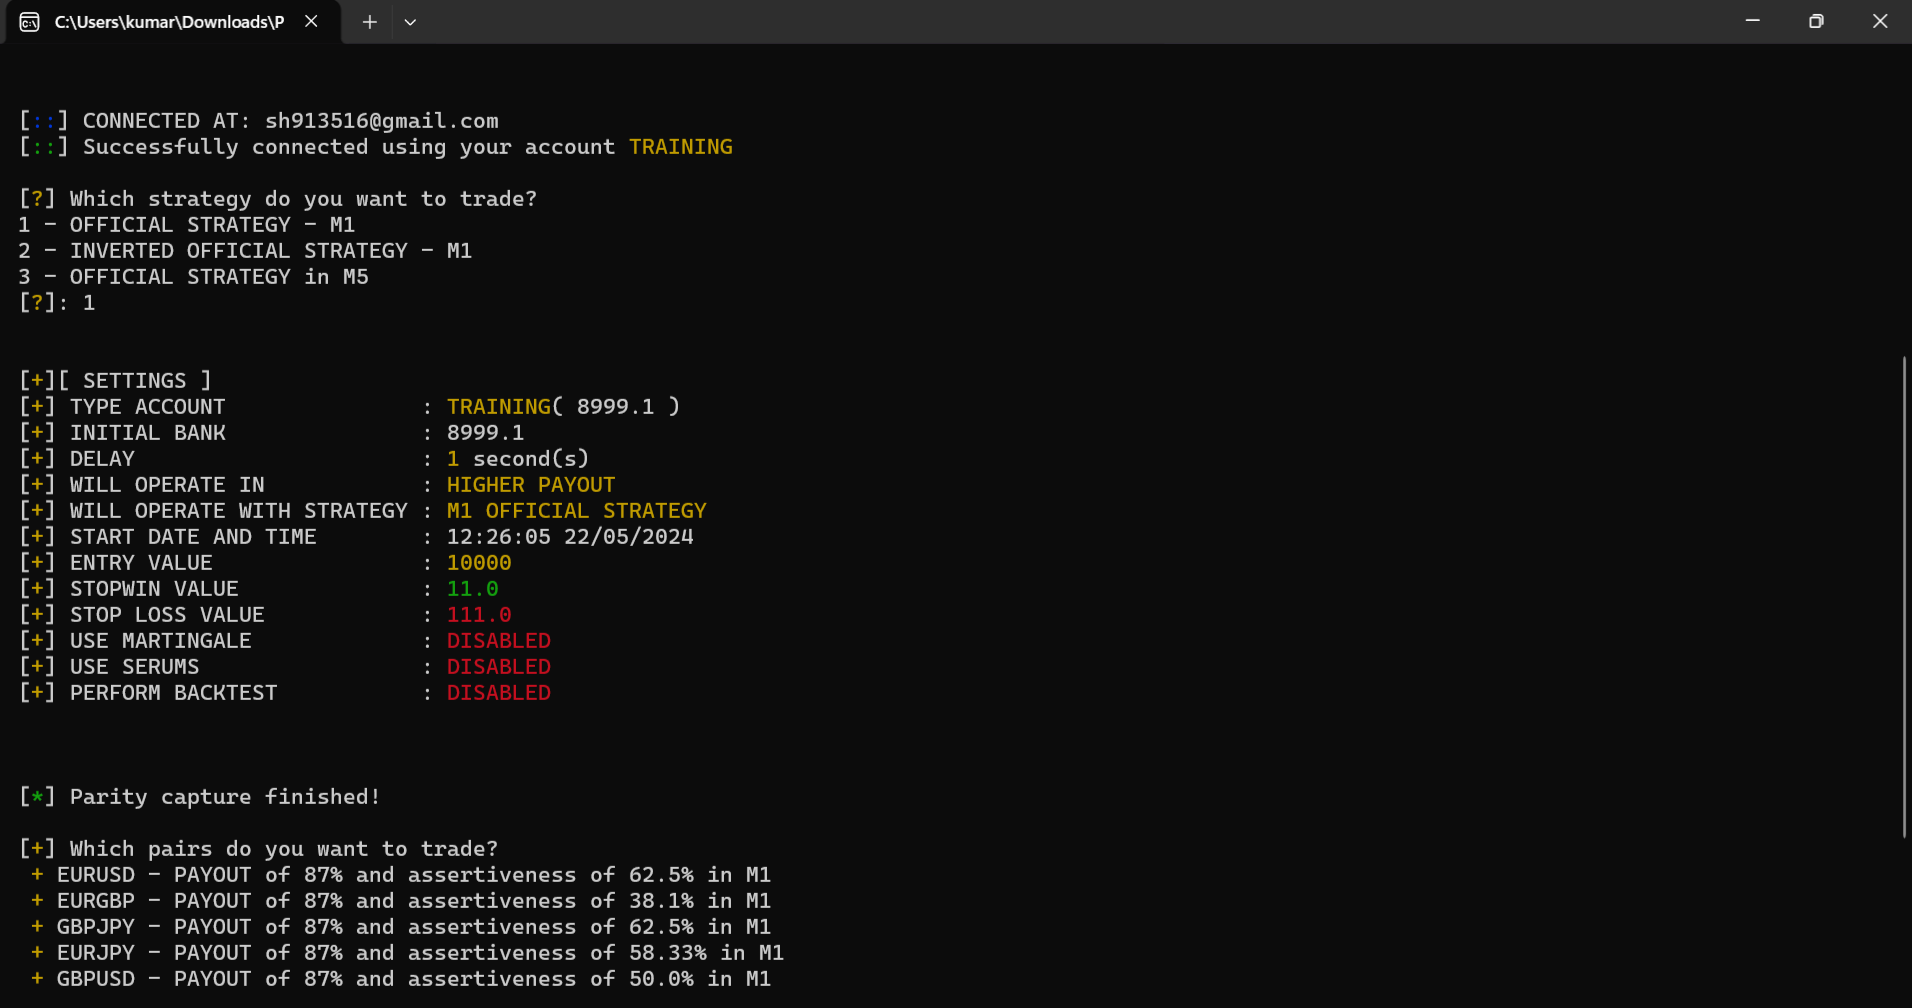 C:\Users\kumar\Downloads\P
[::] CONNECTED AT: sh913516@gmail.com
[::] Successfully connected using your account TRAINING
[?] Which strategy do you want to trade?
1 - OFFICIAL STRATEGY - M1
2 - INVERTED OFFICIAL STRATEGY - M1
3 - OFFICIAL STRATEGY in M5
[?]: 1
[+][ SETTINGS ]
[+] TYPE ACCOUNT : TRAINING( 8999.1 )
[+] INITIAL BANK : 8999.1
[+] DELAY : 1 second(s)
[+] WILL OPERATE IN : HIGHER PAYOUT
[+] WILL OPERATE WITH STRATEGY : M1 OFFICIAL STRATEGY
[+] START DATE AND TIME : 12:26:05 22/05/2024
[+] ENTRY VALUE : 10000
[+] STOPWIN VALUE : 11.0
[+] STOP LOSS VALUE : 111.0
[+] USE MARTINGALE : DISABLED
[+] USE SERUMS : DISABLED
[+] PERFORM BACKTEST : DISABLED
[*] Parity capture finished!
[+] Which pairs do you want to trade?
+ EURUSD - PAYOUT of 87% and assertiveness of 62.5% in M1
+ EURGBP - PAYOUT of 87% and assertiveness of 38.1% in M1
+ GBPJPY - PAYOUT of 87% and assertiveness of 62.5% in M1
+ EURJPY - PAYOUT of 87% and assertiveness of 58.33% in M1
+ GBPUSD - PAYOUT of 87% and assertiveness of 50.0% in M1